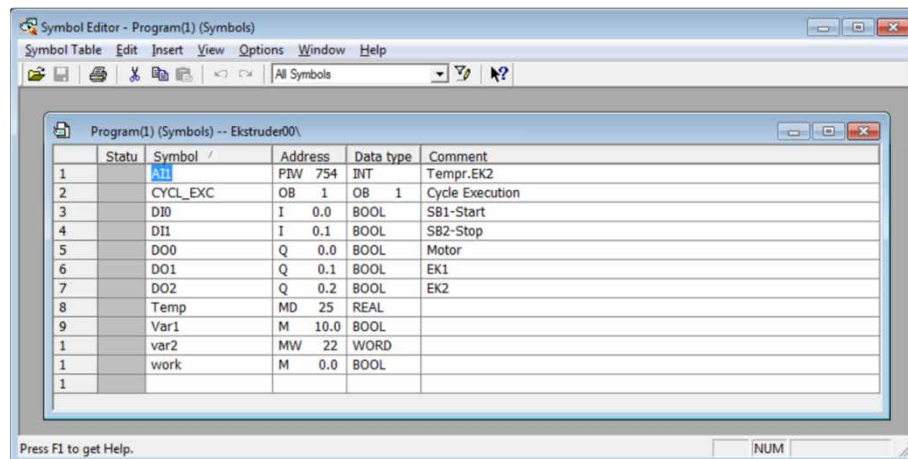 Symbol Editor - Program(1) (Symbols)
Symbol Table Edit Insert View Options Window Help
All Symbols
Program(1) (Symbols) -- Ekstruder00\
Statu Symbol / Address Data type Comment
1 AI1 PIW 754 INT Tempr.EK2
2 CYCL_EXC OB 1 OB 1 Cycle Execution
3 DI0 I 0.0 BOOL SB1-Start
4 DI1 I 0.1 BOOL SB2-Stop
5 DO0 Q 0.0 BOOL Motor
6 DO1 Q 0.1 BOOL EK1
7 DO2 Q 0.2 BOOL EK2
8 Temp MD 25 REAL
9 Var1 M 10.0 BOOL
1 var2 MW 22 WORD
1 work M 0.0 BOOL
1
Press F1 to get Help. NUM